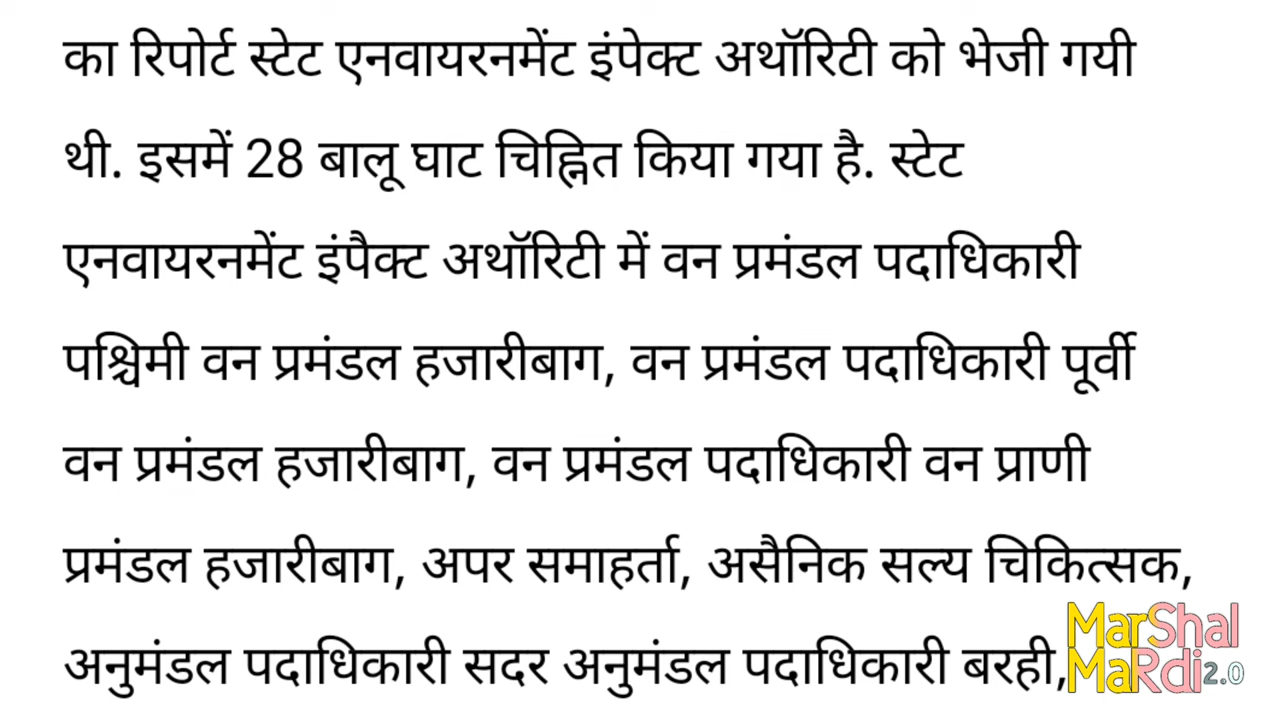 का रिपोर्ट स्टेट एनवायरनमेंट इंपेक्ट अथॉरिटी को भेजी गयी
थी. इसमें 28 बालू घाट चिह्नित किया गया है. स्टेट
एनवायरनमेंट इंपैक्ट अथॉरिटी में वन प्रमंडल पदाधिकारी
पश्चिमी वन प्रमंडल हजारीबाग, वन प्रमंडल पदाधिकारी पूर्वी
वन प्रमंडल हजारीबाग, वन प्रमंडल पदाधिकारी वन प्राणी
प्रमंडल हजारीबाग, अपर समाहर्ता, असैनिक सल्य चिकित्सक,
अनुमंडल पदाधिकारी सदर अनुमंडल पदाधिकारी बरही,
MarShal
MaRdi 2.0